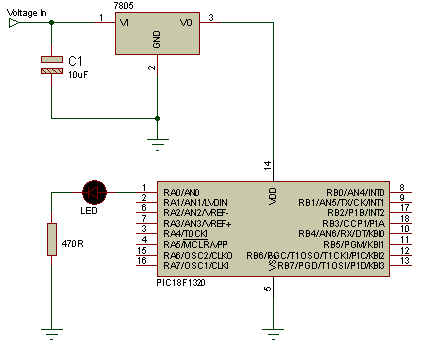 Voltage In
7805
1
VI
VO
3
GND
2
C1
10uF
14
VDD
LED
470R
1 RA0/AN0
2 RA1/AN1/LVDIN
6 RA2/AN2/VREF-
7 RA3/AN3/VREF+
3 RA4/T0CKI
4 RA5/MCLR/VPP
15 RA6/OSC2/CLKO
16 RA7/OSC1/CLKI
RB0/AN4/INT0 8
RB1/AN5/TX/CK/INT1 9
RB2/P1B/INT2 17
RB3/CCP1/P1A 18
RB4/AN6/RX/DT/KBI0 10
RB5/PGM/KBI1 11
RB6/PGC/T1OSO/T1CKI/P1C/KBI2 12
RB7/PGD/T1OSI/P1D/KBI3 13
VSS
PIC18F1320
5